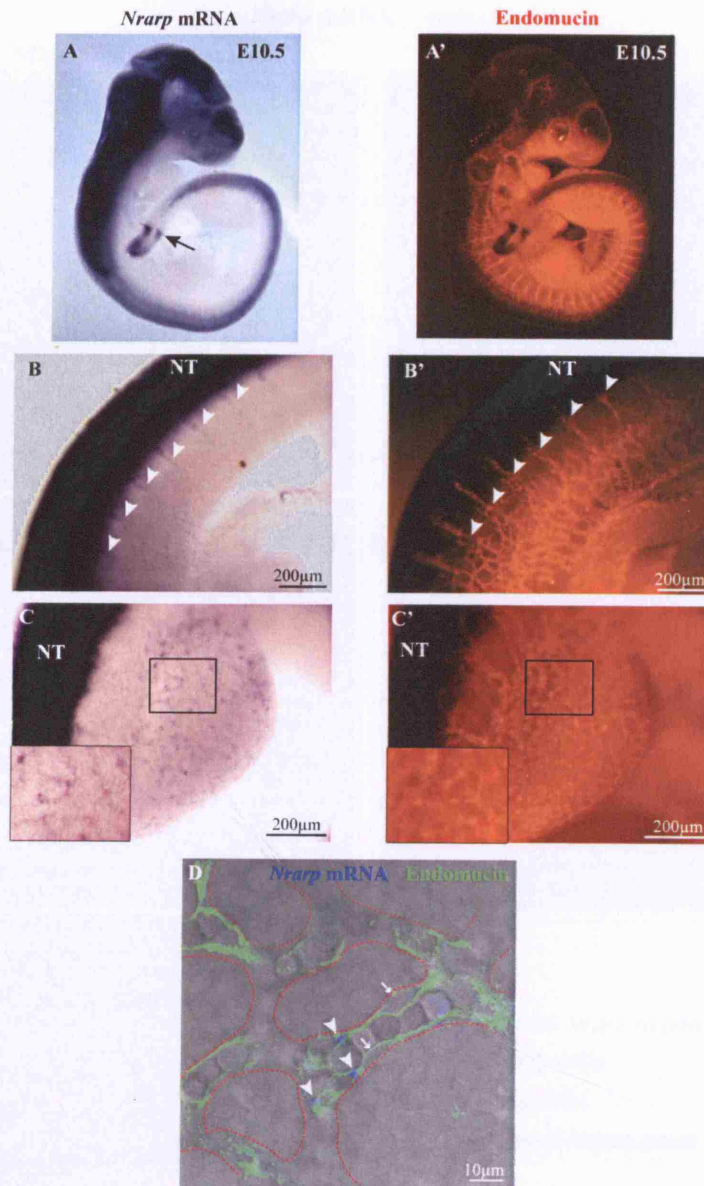 Nrarp mRNA
Endomucin
A
E10.5
A'
E10.5
B
NT
200µm
B'
NT
200µm
C
NT
200µm
C'
NT
200µm
D
Nrarp mRNA
Endomucin
10µm